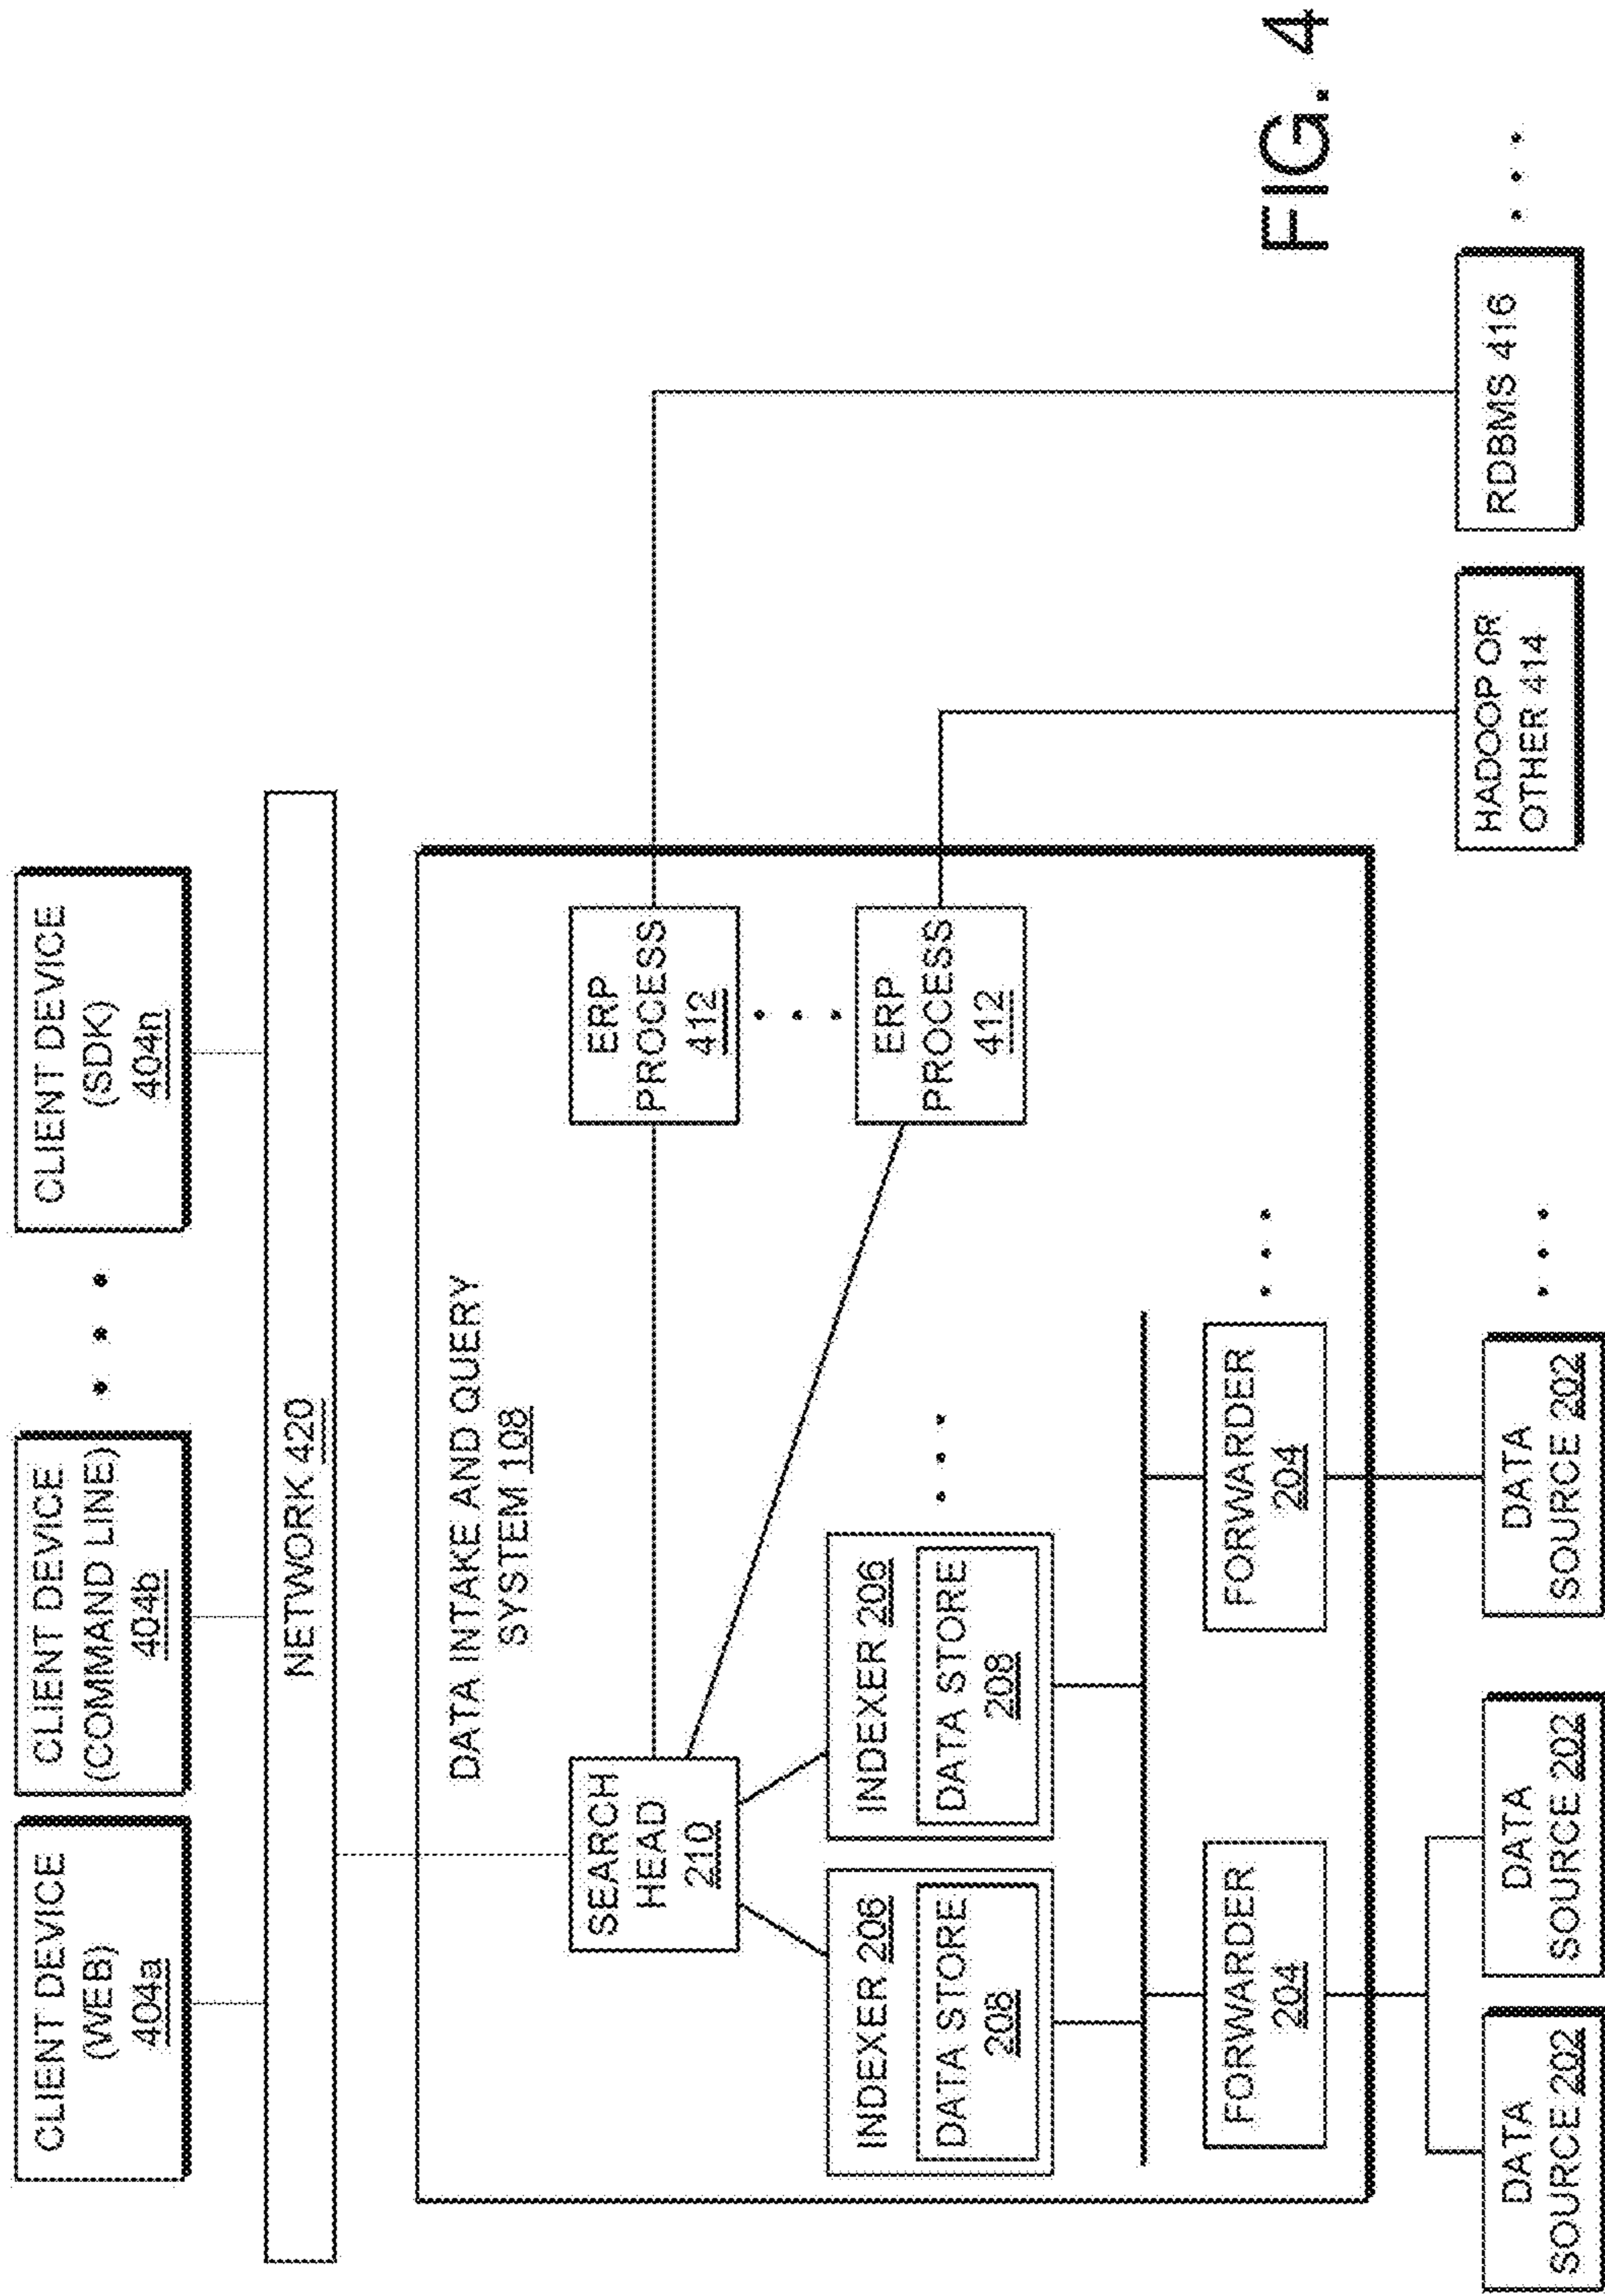 CLIENT DEVICE
(WEB)
404a
CLIENT DEVICE
(COMMAND LINE)
404b
CLIENT DEVICE
(SDK)
404n
NETWORK 420
DATA INTAKE AND QUERY
SYSTEM 108
SEARCH
HEAD
210
ERP
PROCESS
412
ERP
PROCESS
412
INDEXER 206
DATA STORE
208
INDEXER 206
DATA STORE
208
FORWARDER
204
FORWARDER
204
DATA
SOURCE 202
DATA
SOURCE 202
DATA
SOURCE 202
HADOOP OR
OTHER 414
RDBMS 416
FIG. 4